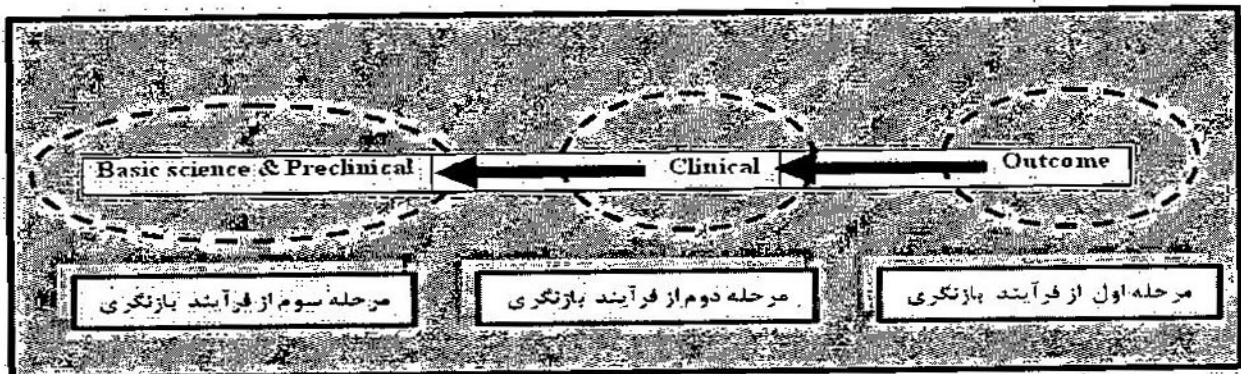 Basic science & Preclinical
Clinical
Outcome
مرحله سوم از فرآیند بازنگری
مرحله دوم از فرآیند بازنگری
مرحله اول از فرآیند بازنگری